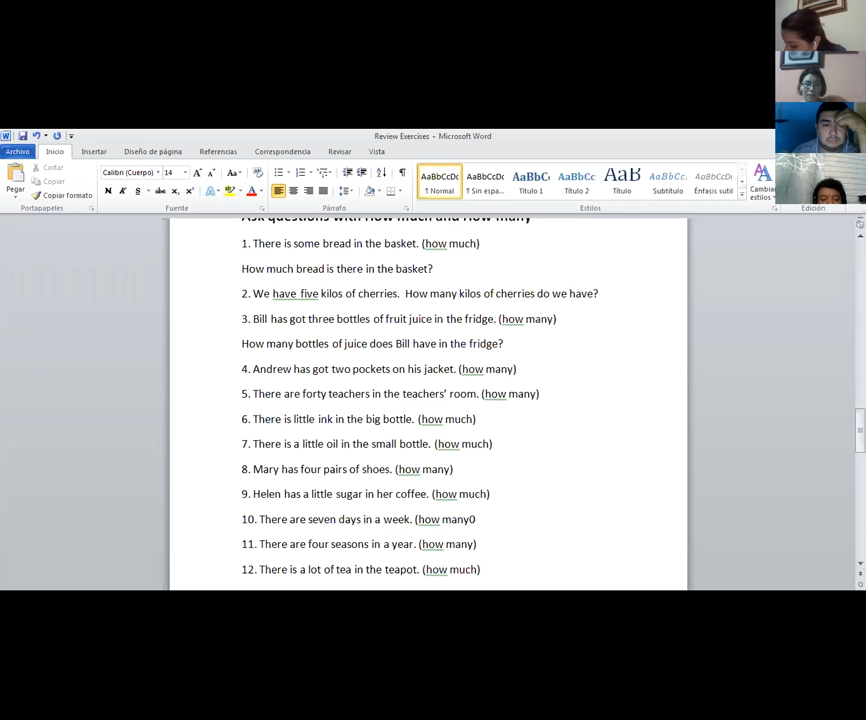 Review Exercises - Microsoft Word
Archivo Inicio Insertar Diseño de página Referencias Correspondencia Revisar Vista
Pegar
Cortar
Copiar
Copiar formato
Portapapeles
Calibri (Cuerpo) 14
Fuente
Párrafo
AaBbCcDc AaBbCcDc AaBbC AaBbCc AaB AaBbCc. AaBbCcDc
¶ Normal ¶ Sin espa... Título 1 Título 2 Título Subtítulo Énfasis sutil
Cambiar estilos
Estilos
Edición
Ask questions with How much and How many
1. There is some bread in the basket. (how much)
How much bread is there in the basket?
2. We have five kilos of cherries. How many kilos of cherries do we have?
3. Bill has got three bottles of fruit juice in the fridge. (how many)
How many bottles of juice does Bill have in the fridge?
4. Andrew has got two pockets on his jacket. (how many)
5. There are forty teachers in the teachers’ room. (how many)
6. There is little ink in the big bottle. (how much)
7. There is a little oil in the small bottle. (how much)
8. Mary has four pairs of shoes. (how many)
9. Helen has a little sugar in her coffee. (how much)
10. There are seven days in a week. (how many0
11. There are four seasons in a year. (how many)
12. There is a lot of tea in the teapot. (how much)